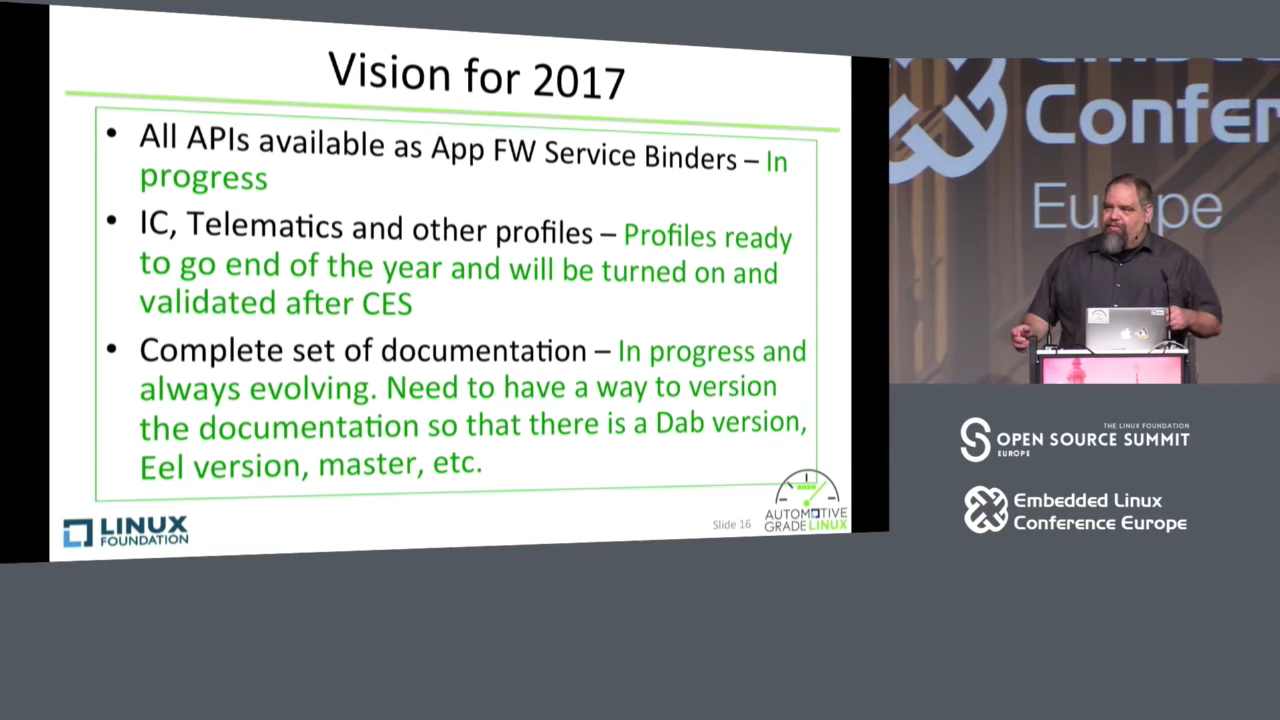 Vision for 2017
• All APIs available as App FW Service Binders – In
progress
• IC, Telematics and other profiles – Profiles ready
to go end of the year and will be turned on and
validated after CES
• Complete set of documentation – In progress and
always evolving. Need to have a way to version
the documentation so that there is a Dab version,
Eel version, master, etc.
LINUX
FOUNDATION
Slide 16
AUTOMOTIVE
GRADE LINUX
Confer
Europe
THE LINUX FOUNDATION
OPEN SOURCE SUMMIT
EUROPE
Embedded Linux
Conference Europe